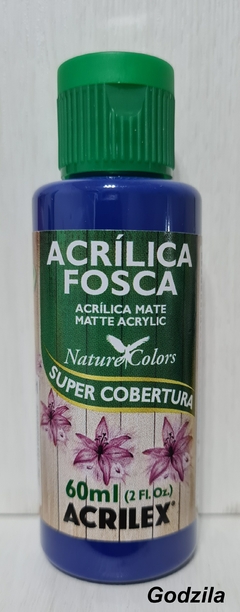 ACRÍLICA
FOSCA
ACRÍLICA MATE
MATTE ACRYLIC
Nature Colors
SUPER COBERTURA
60ml (2 Fl. Oz.)
ACRILEX®
Godzila